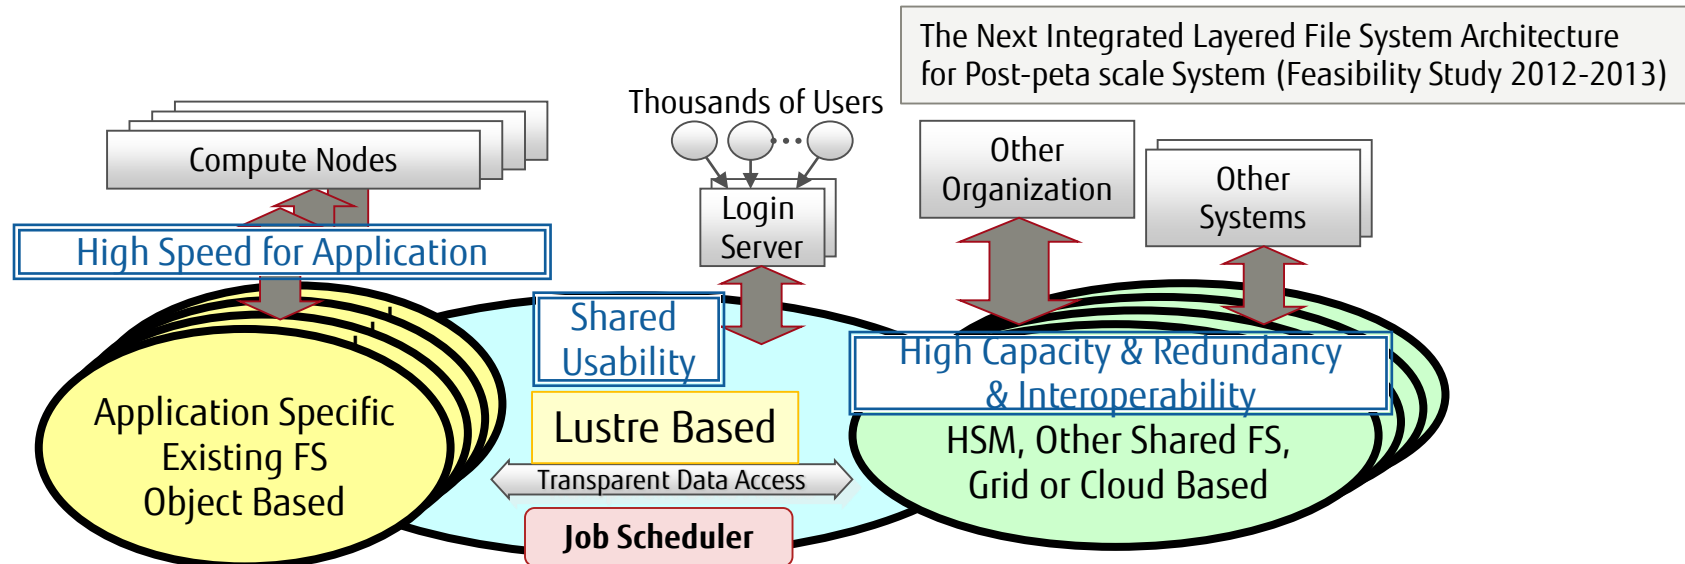 The Next Integrated Layered File System Architecture
for Post-peta scale System (Feasibility Study 2012-2013)
Thousands of Users
Compute Nodes
Other
Organization
Other
Systems
Login
Server
High Speed for Application
Shared
Usability
High Capacity & Redundancy
& Interoperability
Application Specific
Existing FS
Object Based
Lustre Based
HSM, Other Shared FS,
Grid or Cloud Based
Transparent Data Access
Job Scheduler